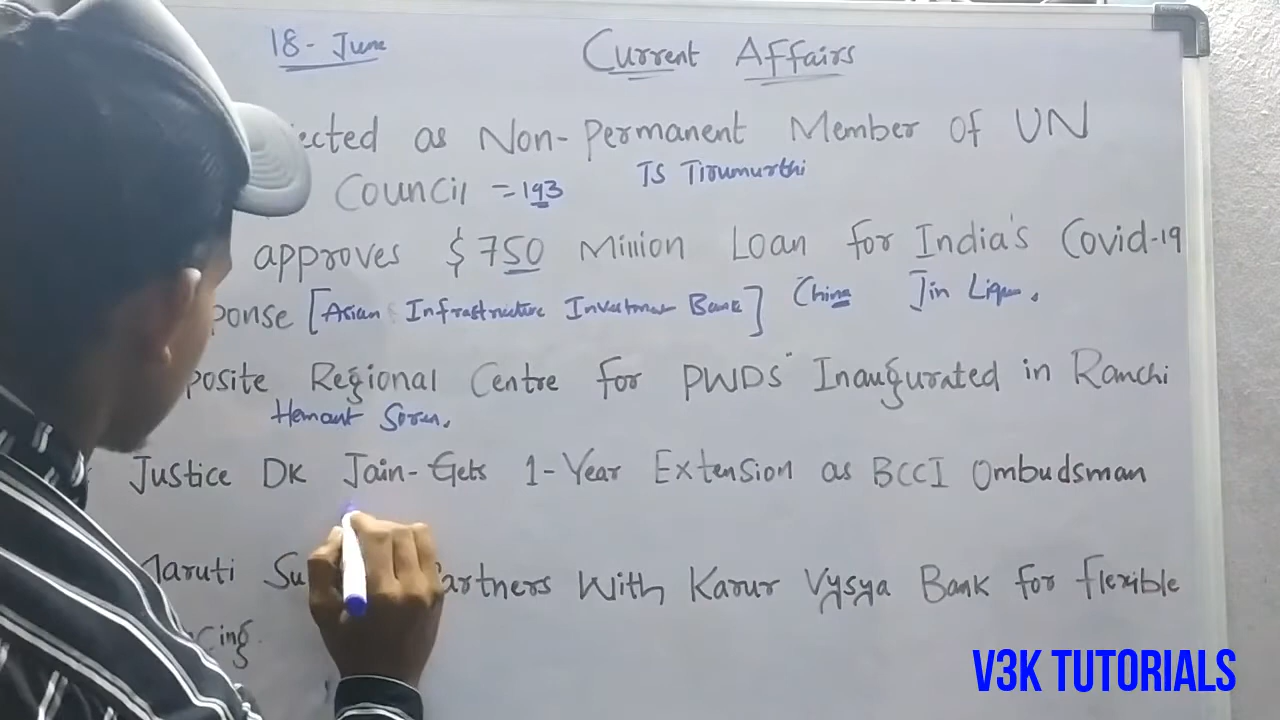 18- June Current Affairs
ected as Non-Permanent Member of UN
TS Tirumurthi
Council = 193
approves $750 Million Loan for India's Covid-19
ponse [Asian Infrastructure Investment Bank] China Jin Liqun.
posite Regional Centre for PWDS Inaugurated in Ranchi
Hemant Soren.
Justice DK Jain- Gets 1-Year Extension as BCCI Ombudsman
Maruti Su artners With Karur Vysya Bank for flexible
cing.
V3K TUTORIALS